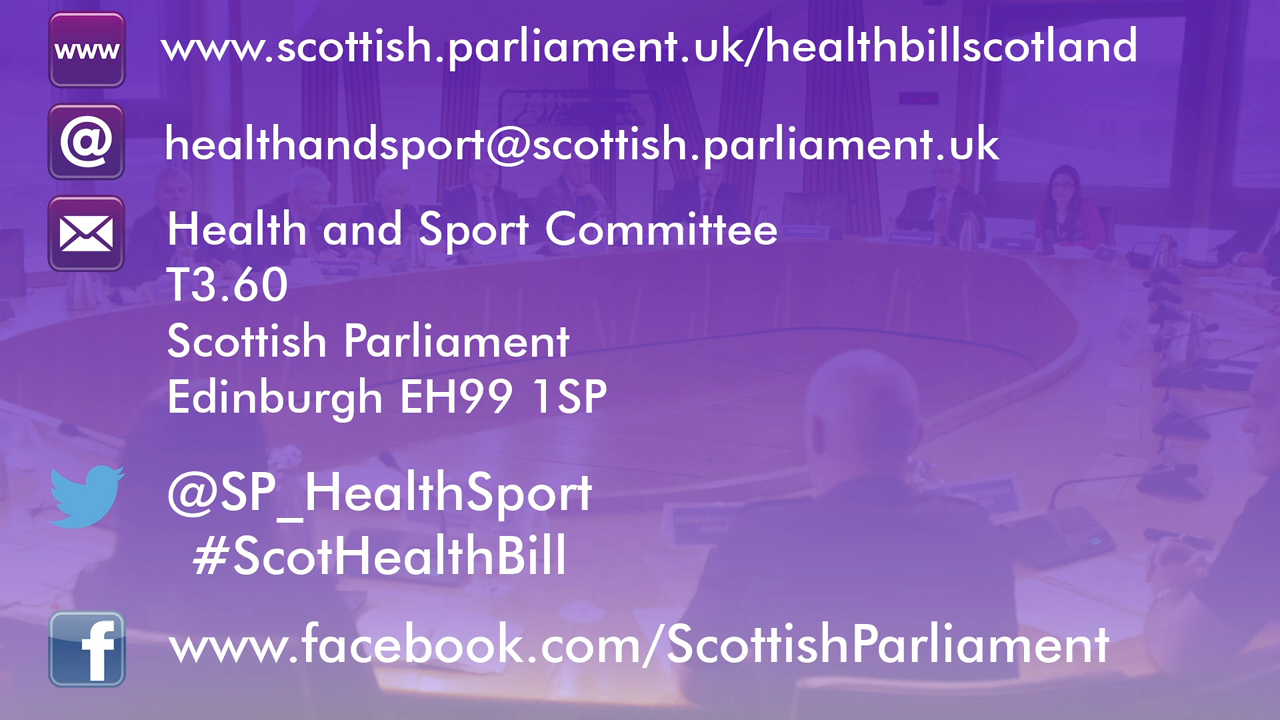 www www.scottish.parliament.uk/healthbillscotland
@ healthandsport@scottish.parliament.uk
Health and Sport Committee
T3.60
Scottish Parliament
Edinburgh EH99 1SP
@SP_HealthSport
#ScotHealthBill
f www.facebook.com/ScottishParliament